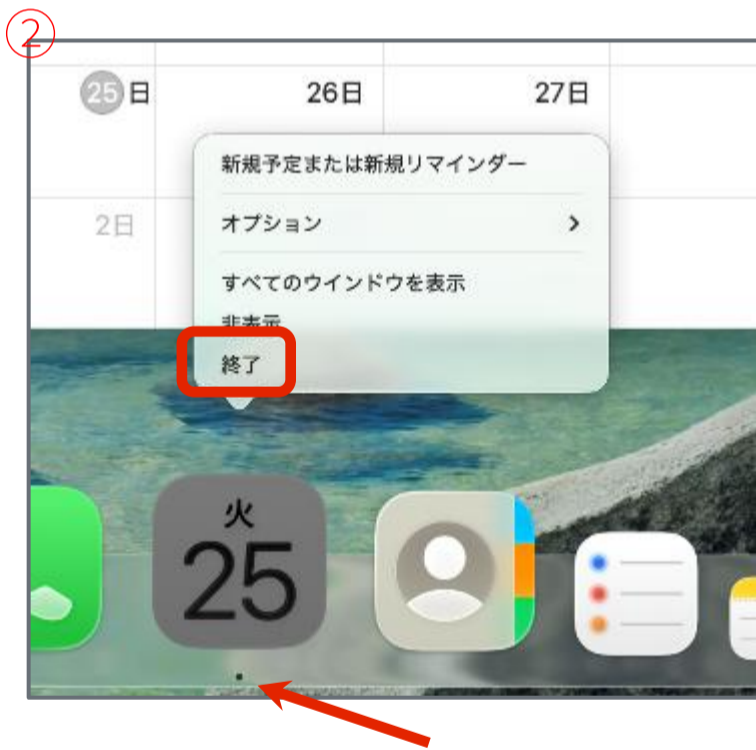 ②
25日 26日 27日
新規予定または新規リマインダー
2日
オプション
すべてのウインドウを表示
非表示
終了
火
25